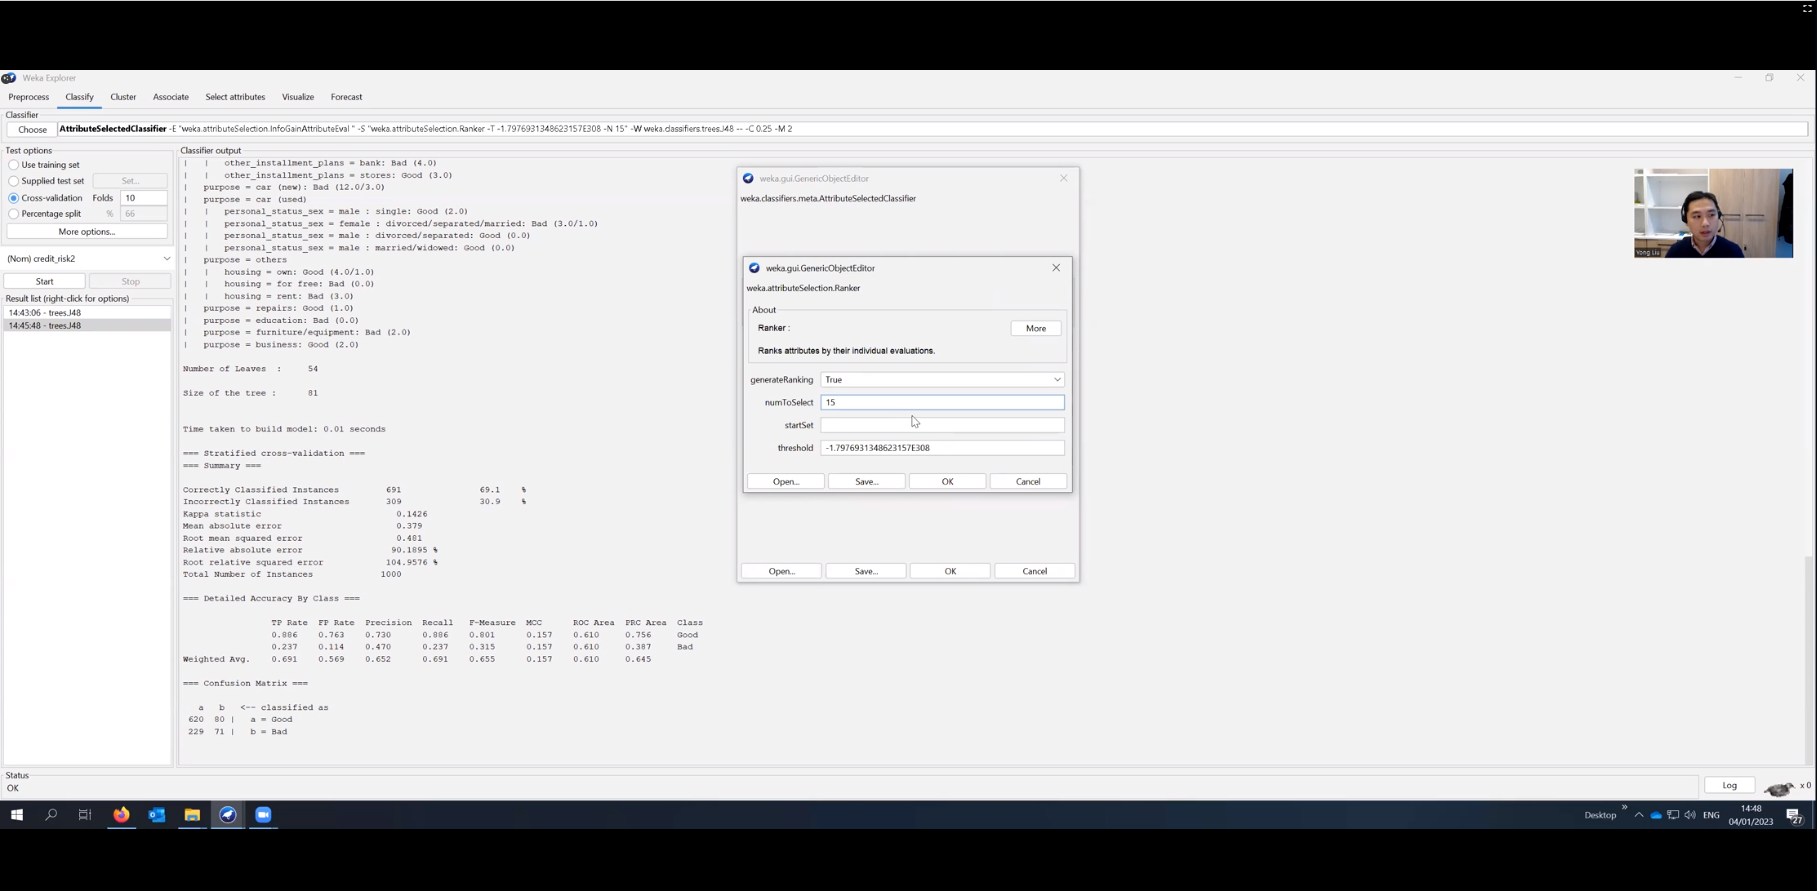 Weka Explorer
Preprocess Classify Cluster Associate Select attributes Visualize Forecast
Classifier
Choose AttributeSelectedClassifier -E "weka.attributeSelection.InfoGainAttributeEval " -S "weka.attributeSelection.Ranker -T -1.7976931348623157E308 -N 15" -W weka.classifiers.trees.J48 -- -C 0.25 -M 2
Test options
Use training set
Supplied test set Set...
Cross-validation Folds 10
Percentage split % 66
More options...
(Nom) credit_risk2
Start Stop
Result list (right-click for options)
14:43:06 - trees.J48
14:45:48 - trees.J48
Classifier output
| | other_installment_plans = bank: Bad (4.0)
| | other_installment_plans = stores: Good (3.0)
| purpose = car (new): Bad (12.0/3.0)
| purpose = car (used)
| | personal_status_sex = male : single: Good (2.0)
| | personal_status_sex = female : divorced/separated/married: Bad (3.0/1.0)
| | personal_status_sex = male : divorced/separated: Good (0.0)
| | personal_status_sex = male : married/widowed: Good (0.0)
| purpose = others
| | housing = own: Good (4.0/1.0)
| | housing = for free: Bad (0.0)
| | housing = rent: Bad (3.0)
| purpose = repairs: Good (1.0)
| purpose = education: Bad (0.0)
| purpose = furniture/equipment: Bad (2.0)
| purpose = business: Good (2.0)
Number of Leaves : 54
Size of the tree : 81
Time taken to build model: 0.01 seconds
=== Stratified cross-validation ===
=== Summary ===
Correctly Classified Instances 691 69.1 %
Incorrectly Classified Instances 309 30.9 %
Kappa statistic 0.1426
Mean absolute error 0.379
Root mean squared error 0.481
Relative absolute error 90.1895 %
Root relative squared error 104.9576 %
Total Number of Instances 1000
=== Detailed Accuracy By Class ===
TP Rate FP Rate Precision Recall F-Measure MCC ROC Area PRC Area Class
0.886 0.763 0.730 0.886 0.801 0.157 0.610 0.756 Good
0.237 0.114 0.470 0.237 0.315 0.157 0.610 0.387 Bad
Weighted Avg. 0.691 0.569 0.652 0.691 0.655 0.157 0.610 0.645
=== Confusion Matrix ===
a b <-- classified as
620 80 | a = Good
229 71 | b = Bad
weka.gui.GenericObjectEditor
weka.classifiers.meta.AttributeSelectedClassifier
weka.gui.GenericObjectEditor
weka.attributeSelection.Ranker
About
Ranker :
More
Ranks attributes by their individual evaluations.
generateRanking True
numToSelect 15
startSet
threshold -1.7976931348623157E308
Open... Save... OK Cancel
Open... Save... OK Cancel
Yong Liu
Status
OK
Log x 0
Desktop » ENG 14:48
04/01/2023 27